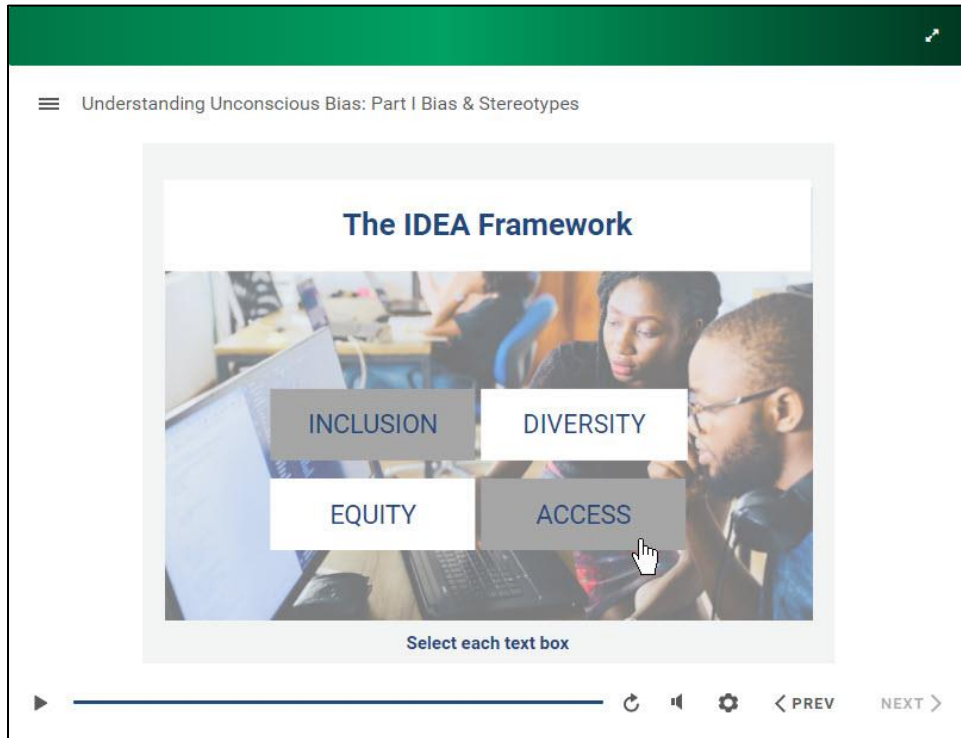 Understanding Unconscious Bias: Part I Bias & Stereotypes
The IDEA Framework
INCLUSION
DIVERSITY
EQUITY
ACCESS
Select each text box
PREV
NEXT